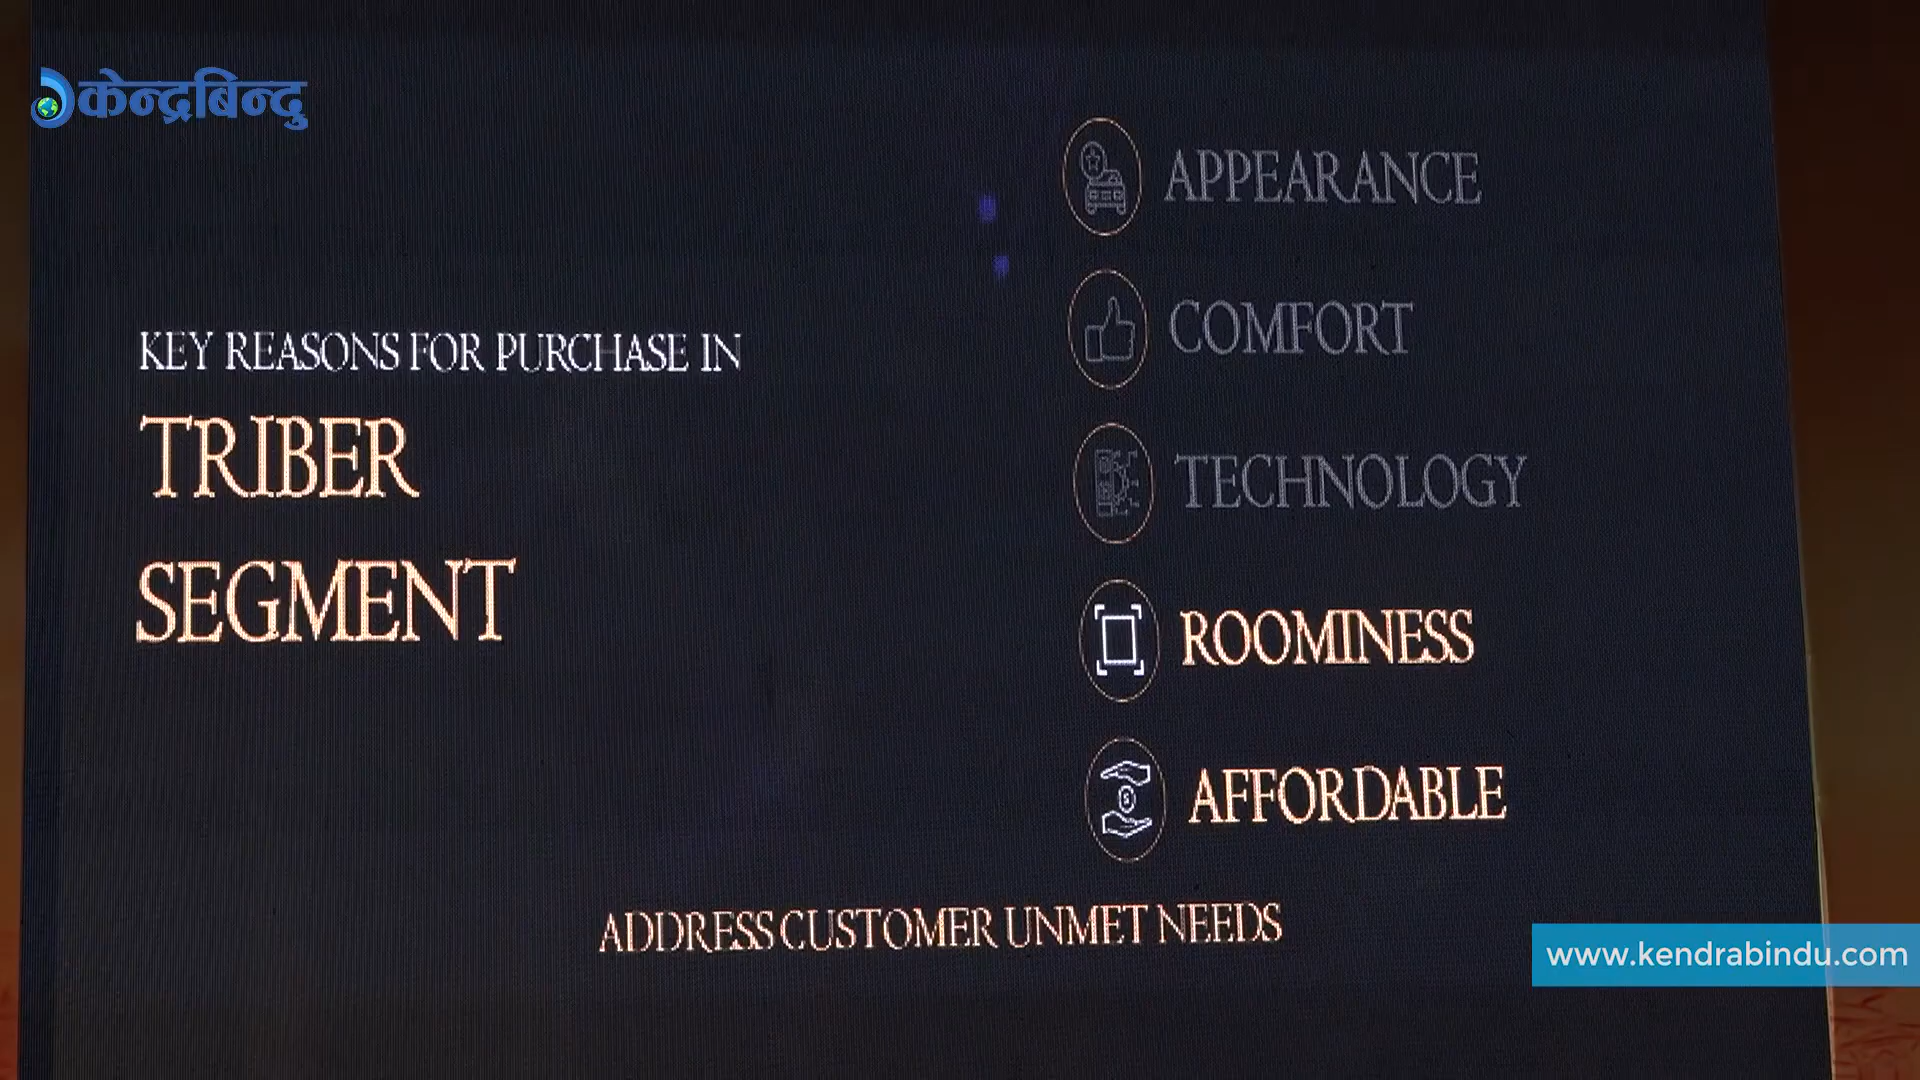 केन्द्रबिन्दु
KEY REASONS FOR PURCHASE IN
TRIBER
SEGMENT
APPEARANCE
COMFORT
TECHNOLOGY
ROOMINESS
AFFORDABLE
ADDRESS CUSTOMER UNMET NEEDS
www.kendrabindu.com